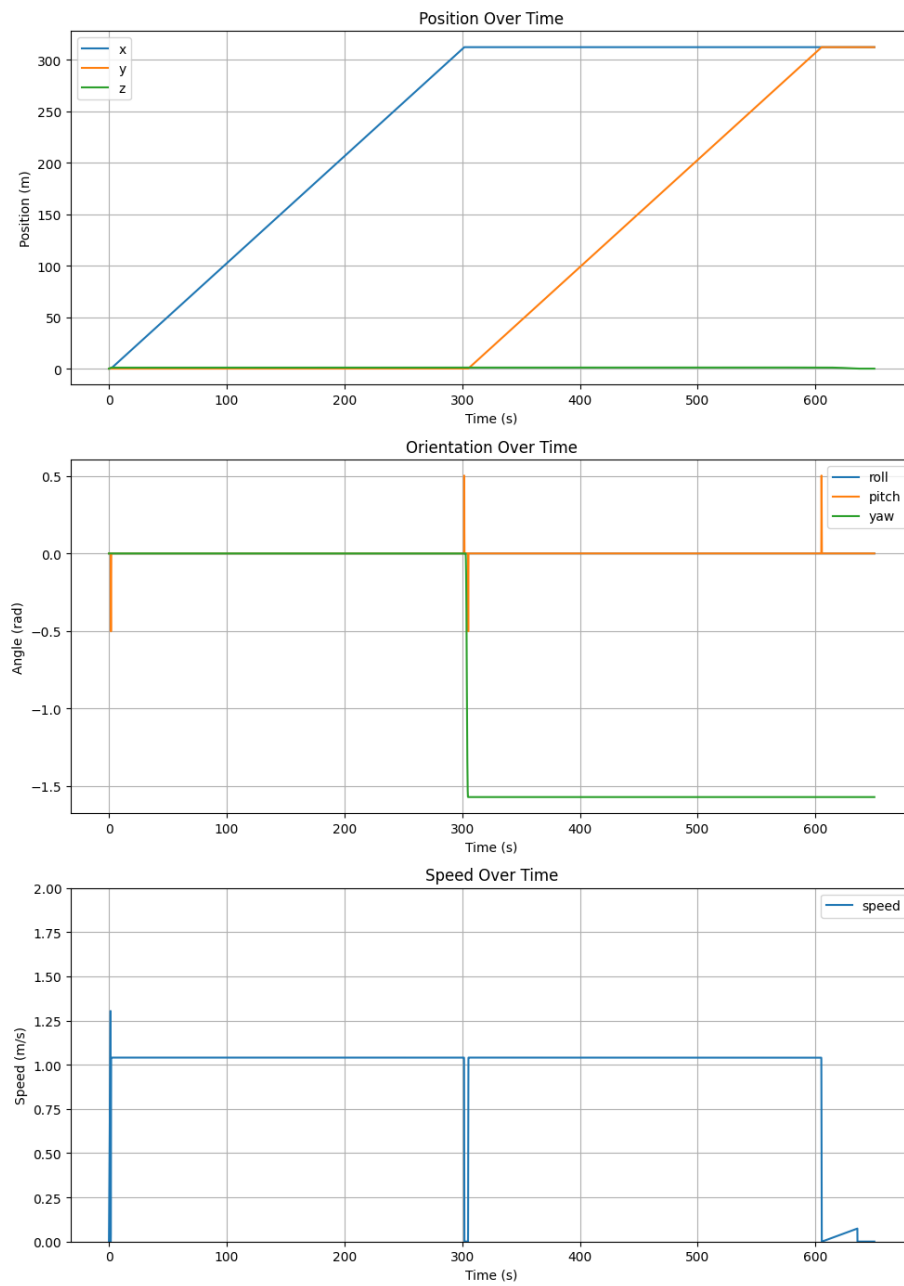 Position Over Time
x
y
z
300
250
200
150
100
50
0
Position (m)
0 100 200 300 400 500 600
Time (s)
Orientation Over Time
roll
pitch
yaw
0.5
0.0
−0.5
−1.0
−1.5
Angle (rad)
0 100 200 300 400 500 600
Time (s)
Speed Over Time
speed
2.00
1.75
1.50
1.25
1.00
0.75
0.50
0.25
0.00
Speed (m/s)
0 100 200 300 400 500 600
Time (s)